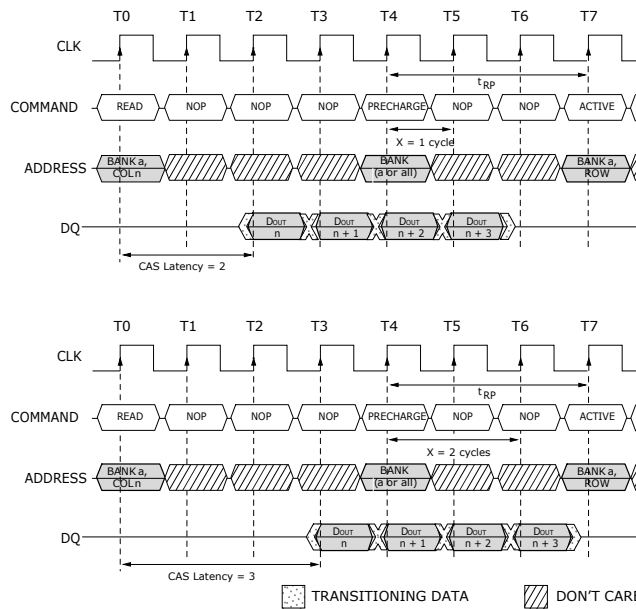 T0 T1 T2 T3 T4 T5 T6 T7
CLK
tRP
COMMAND READ NOP NOP NOP PRECHARGE NOP NOP ACTIVE
X = 1 cycle
ADDRESS BANK a, COL n BANK (a or all) BANK a, ROW
DQ DOUT n DOUT n + 1 DOUT n + 2 DOUT n + 3
CAS Latency = 2
T0 T1 T2 T3 T4 T5 T6 T7
CLK
tRP
COMMAND READ NOP NOP NOP PRECHARGE NOP NOP ACTIVE
X = 2 cycles
ADDRESS BANK a, COL n BANK (a or all) BANK a, ROW
DQ DOUT n DOUT n + 1 DOUT n + 2 DOUT n + 3
CAS Latency = 3
TRANSITIONING DATA DON'T CARE